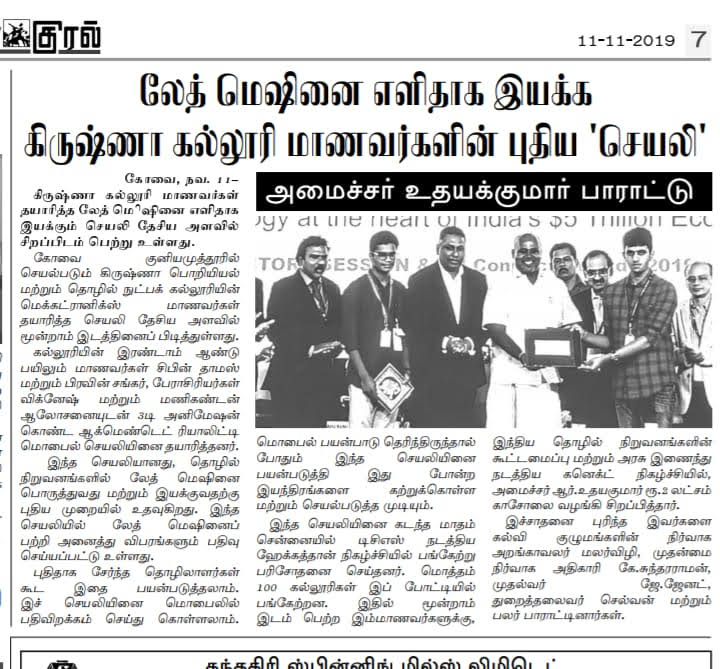 குரல்
11-11-2019 7
லேத் மெஷினை எளிதாக இயக்க
கிருஷ்ணா கல்லூரி மாணவர்களின் புதிய 'செயலி'
கோவை, நவ. 11–
கிருஷ்ணா கல்லூரி மாணவர்கள்
தயாரித்த லேத் மெஷினை எளிதாக
இயக்கும் செயலி தேசிய அளவில்
சிறப்பிடம் பெற்று உள்ளது.
கோவை குனியமுத்தூரில்
செயல்படும் கிருஷ்ணா பொறியியல்
மற்றும் தொழில் நுட்பக் கல்லூரியின்
மெக்கட்ரானிக்ஸ் மாணவர்கள்
தயாரித்த செயலி தேசிய அளவில்
மூன்றாம் இடத்தினைப் பிடித்துள்ளது.
கல்லூரியின் இரண்டாம் ஆண்டு
பயிலும் மாணவர்கள் சிபின் தாமஸ்
மற்றும் பிரவின் சங்கர், பேராசிரியர்கள்
விக்னேஷ் மற்றும் மணிகண்டன்
ஆலோசனையுடன் 3டி அனிமேஷன்
கொண்ட ஆக்மெண்டெட் ரியாலிட்டி
மொபைல் செயலியினை தயாரித்தனர்.
இந்த செயலியானது, தொழில்
நிறுவனங்களில் லேத் மெஷினை
பொருத்துவது மற்றும் இயக்குவதற்கு
புதிய முறையில் உதவுகிறது. இந்த
செயலியில் லேத் மெஷினைப்
பற்றி அனைத்து விபரங்களும் பதிவு
செய்யப்பட்டு உள்ளது.
புதிதாக சேர்ந்த தொழிலாளர்கள்
கூட இதை பயன்படுத்தலாம்.
இச் செயலியினை மொபைலில்
பதிவிறக்கம் செய்து கொள்ளலாம்.
அமைச்சர் உதயக்குமார் பாராட்டு
ogy at the heart of India's $5 Trillion Eco
TOR SESSION & Con 2018
மொபைல் பயன்பாடு தெரிந்திருந்தால்
போதும் இந்த செயலியினை
பயன்படுத்தி இது போன்ற
இயந்திரங்களை கற்றுக்கொள்ள
மற்றும் செயல்படுத்த முடியும்.
இந்த செயலியினை கடந்த மாதம்
சென்னையில் டிசிஎஸ் நடத்திய
ஹேக்கத்தான் நிகழ்ச்சியில் பங்கேற்று
பரிசோதனை செய்தனர். மொத்தம்
100 கல்லூரிகள் இப் போட்டியில்
பங்கேற்றன. இதில் மூன்றாம்
இடம் பெற்ற இம்மாணவர்களுக்கு,
இந்திய தொழில் நிறுவனங்களின்
கூட்டமைப்பு மற்றும் அரசு இணைந்து
நடத்திய கனெக்ட் நிகழ்ச்சியில்,
அமைச்சர் ஆர்.உதயகுமார் ரூ.2 லட்சம்
காசோலை வழங்கி சிறப்பித்தார்.
இச்சாதனை புரிந்த இவர்களை
கல்வி குழுமங்களின் நிர்வாக
அறங்காவலர் மலர்விழி, முதன்மை
நிர்வாக அதிகாரி கே.சுந்தரராமன்,
முதல்வர் ஜே.ஜேனட்,
துறைத்தலைவர் செல்வன் மற்றும்
பலர் பாராட்டினார்கள்.